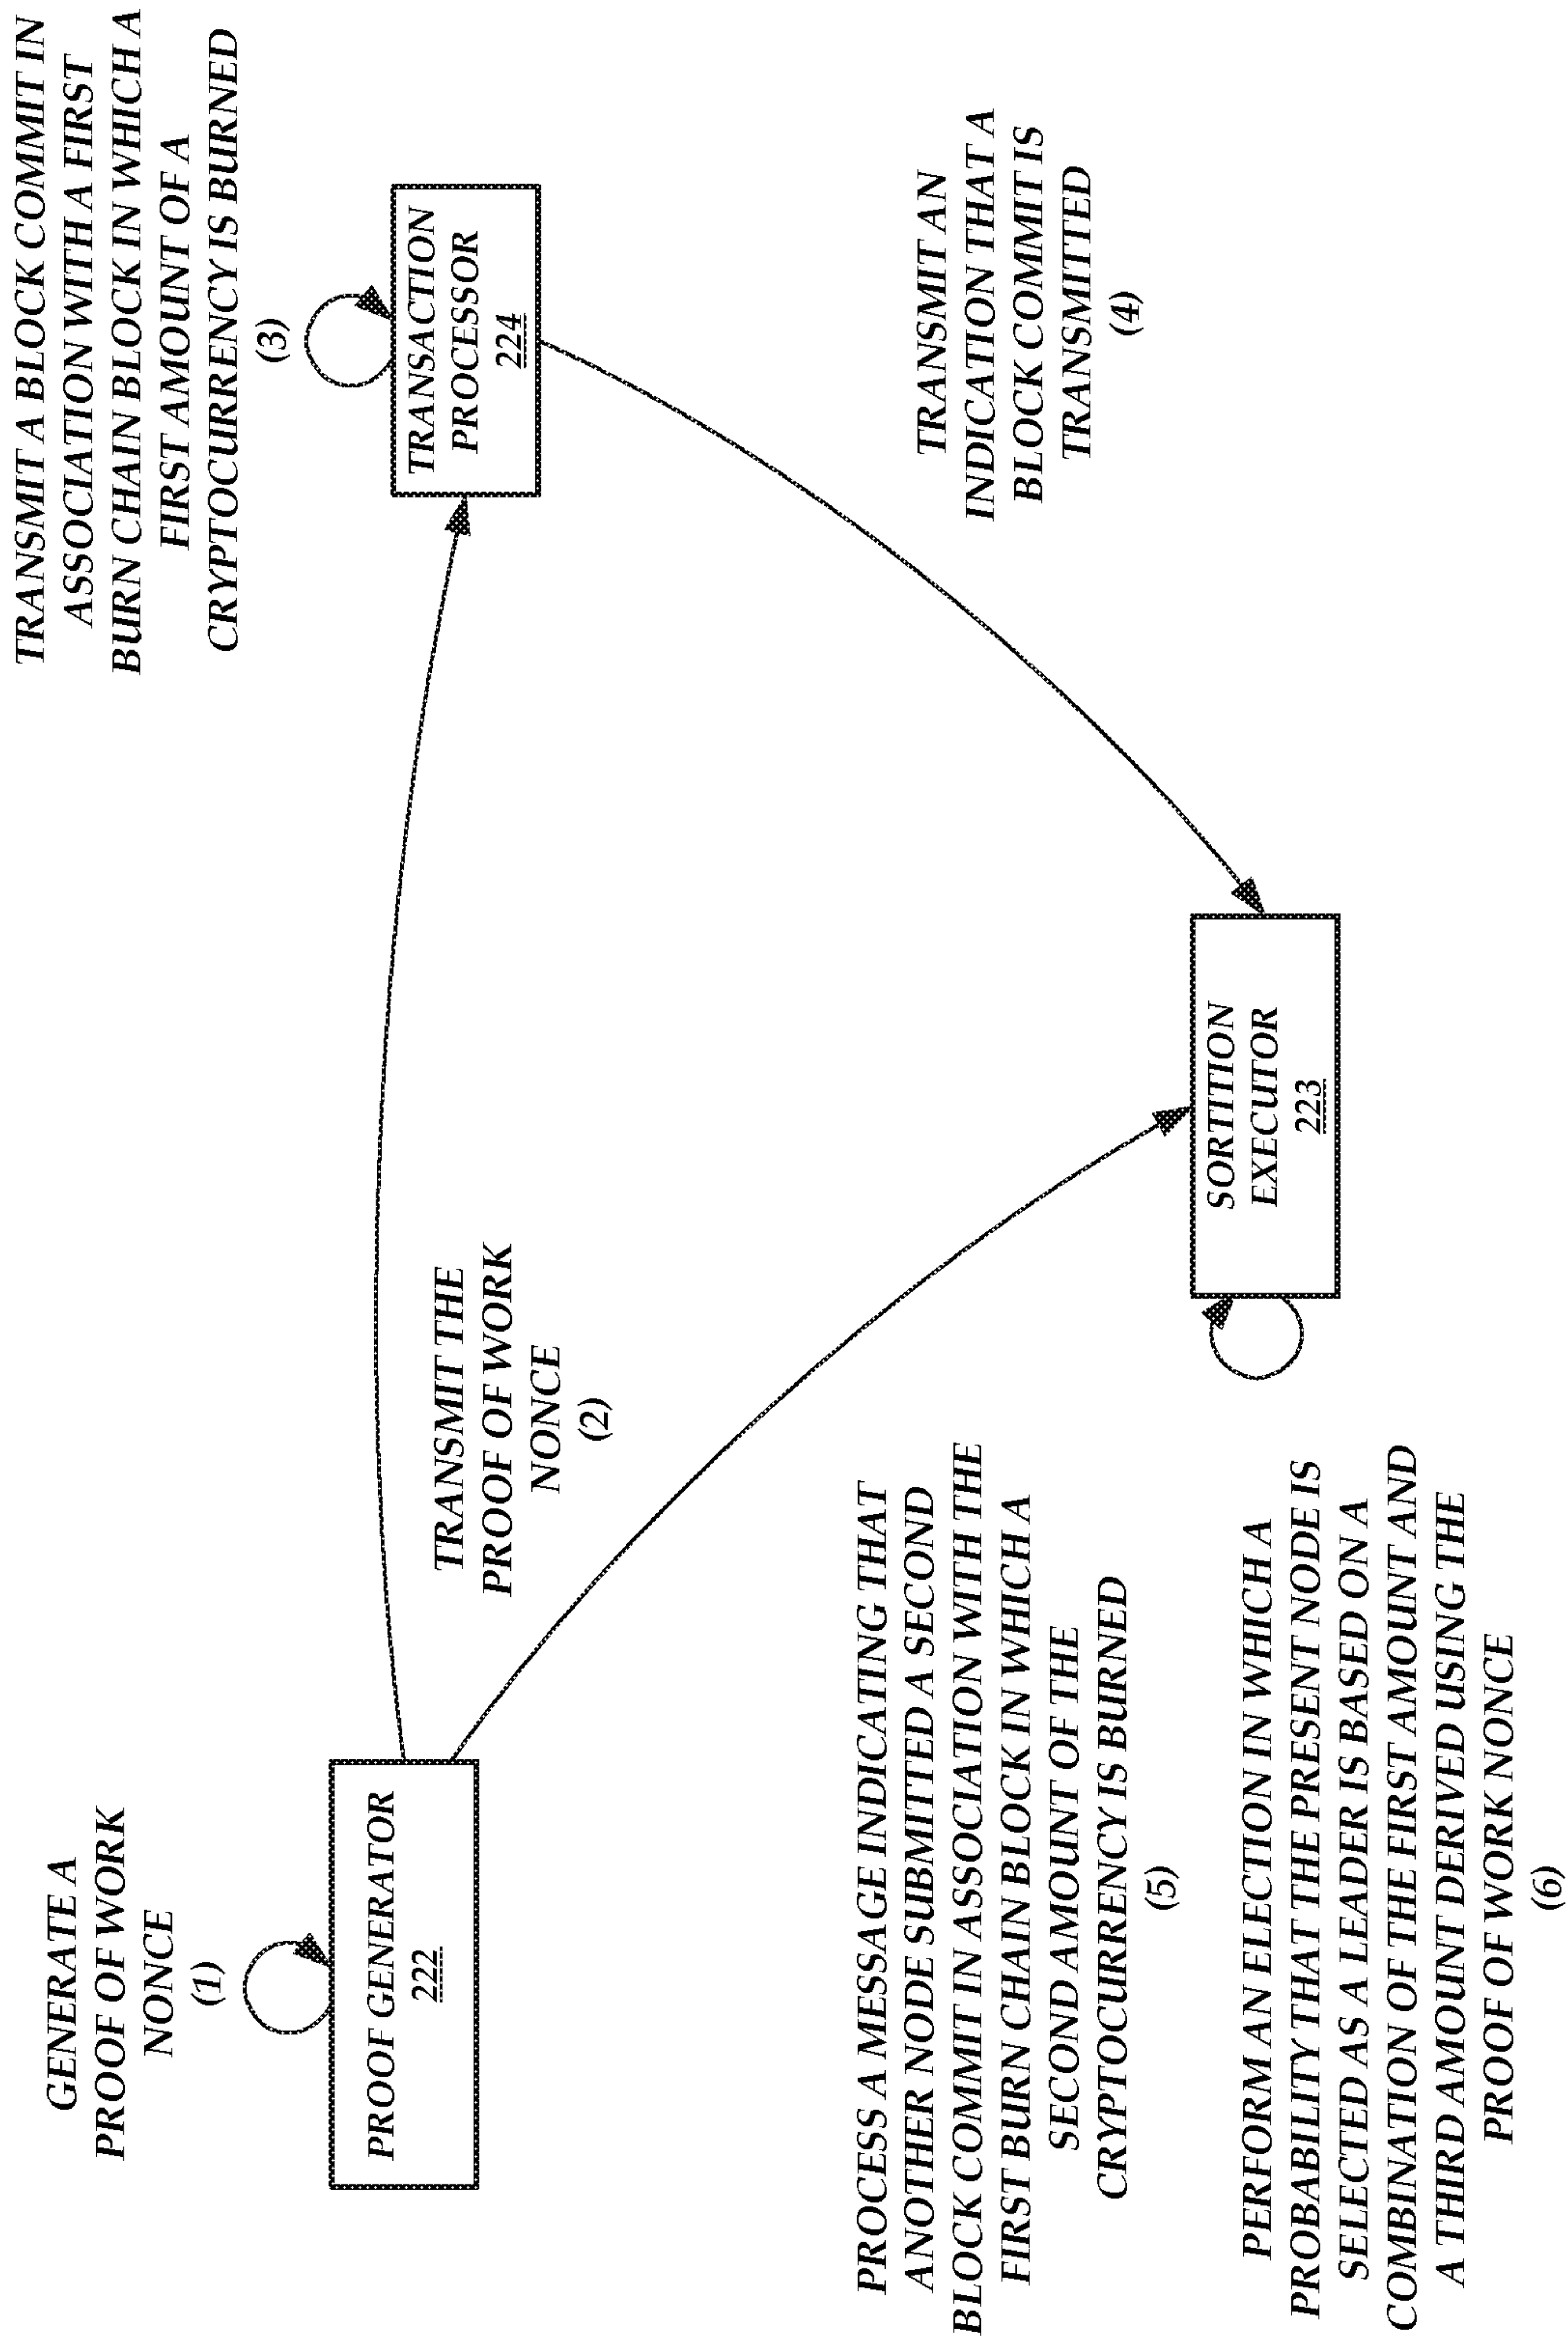 GENERATE A
PROOF OF WORK
NONCE
(1)
PROOF GENERATOR
222
TRANSMIT THE
PROOF OF WORK
NONCE
(2)
TRANSMIT A BLOCK COMMIT IN
ASSOCIATION WITH A FIRST
BURN CHAIN BLOCK IN WHICH A
FIRST AMOUNT OF A
CRYPTOCURRENCY IS BURNED
(3)
TRANSACTION
PROCESSOR
224
TRANSMIT AN
INDICATION THAT A
BLOCK COMMIT IS
TRANSMITTED
(4)
SORTITION
EXECUTOR
223
PROCESS A MESSAGE INDICATING THAT
ANOTHER NODE SUBMITTED A SECOND
BLOCK COMMIT IN ASSOCIATION WITH THE
FIRST BURN CHAIN BLOCK IN WHICH A
SECOND AMOUNT OF THE
CRYPTOCURRENCY IS BURNED
(5)
PERFORM AN ELECTION IN WHICH A
PROBABILITY THAT THE PRESENT NODE IS
SELECTED AS A LEADER IS BASED ON A
COMBINATION OF THE FIRST AMOUNT AND
A THIRD AMOUNT DERIVED USING THE
PROOF OF WORK NONCE
(6)